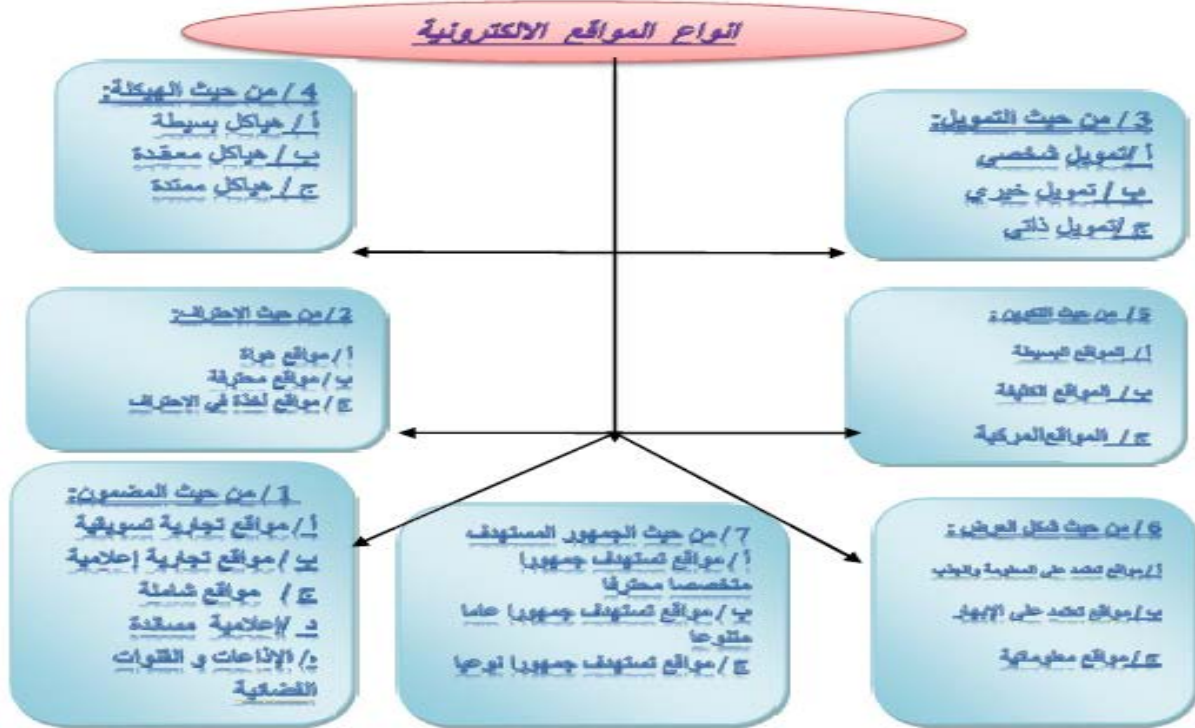 انواع المواقع الالكترونية
4 / من حيث الهيكلة:
أ / هياكل بسيطة
ب / هياكل معقدة
ج / هياكل ممتدة
3 / من حيث التمويل:
أ /تمويل شخصي
ب / تمويل خيري
ج /تمويل ذاتي
2 / من حيث الاحتراف:
أ / مواقع هواة
ب / مواقع محترفة
ج / مواقع أخذة في الاحتراف
5 / من حيث التكوين :
أ / المواقع البسيطة
ب / المواقع الكثيفة
ج / المواقع المركبة
1 / من حيث المضمون:
أ / مواقع تجارية تسويقية
ب / مواقع تجارية إعلامية
ج / مواقع شاملة
د /إعلامية مساندة
د/ الإذاعات و القنوات
الفضائية
7 / من حيث الجمهور المستهدف
أ / مواقع تستهدف جمهورا
متخصصا محترفا
ب / مواقع تستهدف جمهورا عاما
متنوعا
ج / مواقع تستهدف جمهورا نوعيا
6 / من حيث شكل العرض :
أ /مواقع تعتمد على المعلومة والجذب
ب /مواقع تعتمد على الإبهار
ج /مواقع معلوماتية